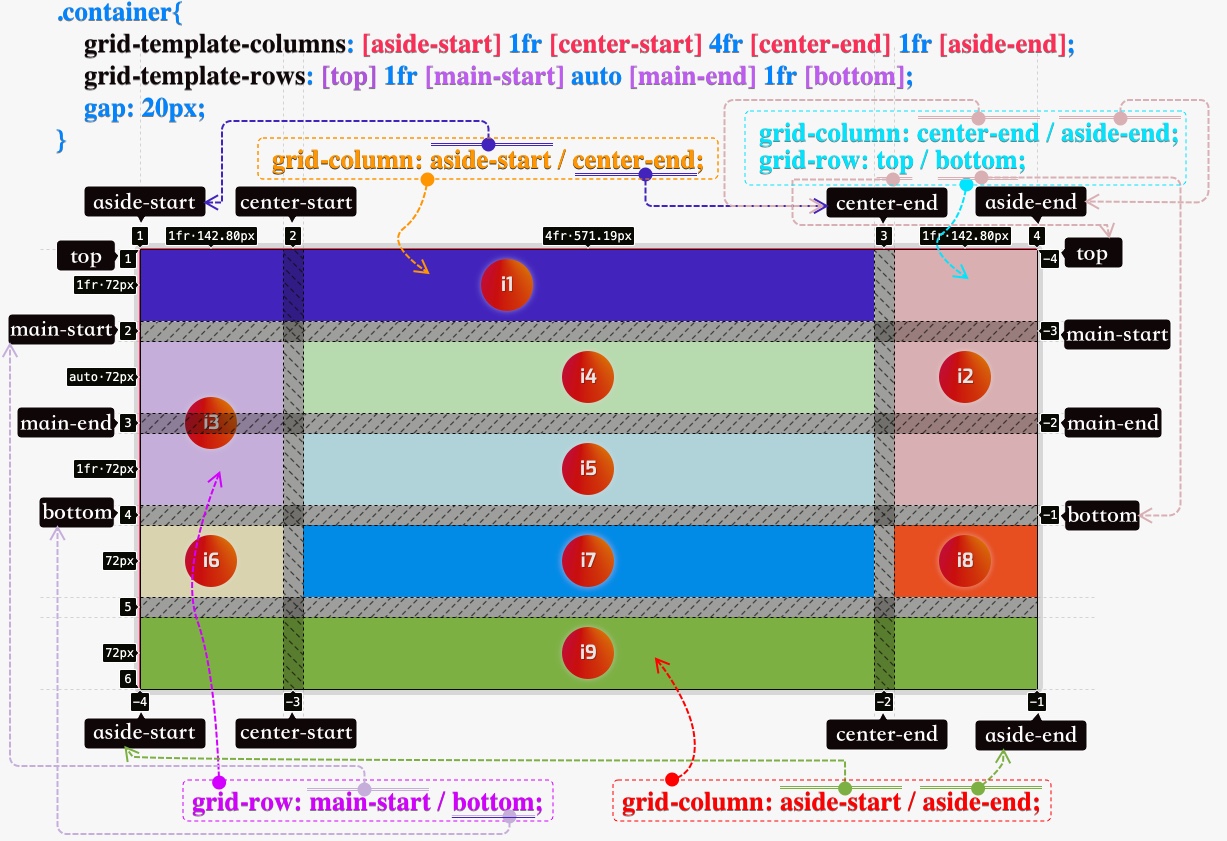 .container{
grid-template-columns: [aside-start] 1fr [center-start] 4fr [center-end] 1fr [aside-end];
grid-template-rows: [top] 1fr [main-start] auto [main-end] 1fr [bottom];
gap: 20px;
}
grid-column: center-end / aside-end;
grid-row: top / bottom;
grid-column: aside-start / center-end;
aside-start
center-start
center-end
aside-end
1
1fr·142.80px
2
4fr·571.19px
3
1fr·142.80px
4
top
1
-4
top
1fr·72px
i1
main-start
2
-3
main-start
auto·72px
i4
i2
main-end
3
i3
-2
main-end
1fr·72px
i5
bottom
4
-1
bottom
72px
i6
i7
i8
5
72px
i9
6
-4
-3
-2
-1
aside-start
center-start
center-end
aside-end
grid-row: main-start / bottom;
grid-column: aside-start / aside-end;